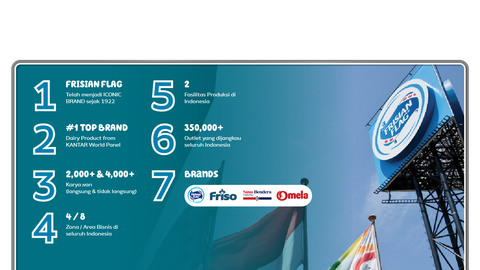 1
FRISIAN FLAG
Telah menjadi ICONIC
BRAND sejak 1922
2
#1 TOP BRAND
Dairy Product from
KANTAR World Panel
3
2,000+ & 4,000+
Karyawan
(langsung & tidak langsung)
4
4 / 8
Zona / Area Bisnis di
seluruh Indonesia
5
2
Fasilitas Produksi di
Indonesia
6
350,000+
Outlet yang dijangkau
seluruh Indonesia
7
BRANDS
Friso
Susu Bendera
Omela
FRISIAN
FLAG